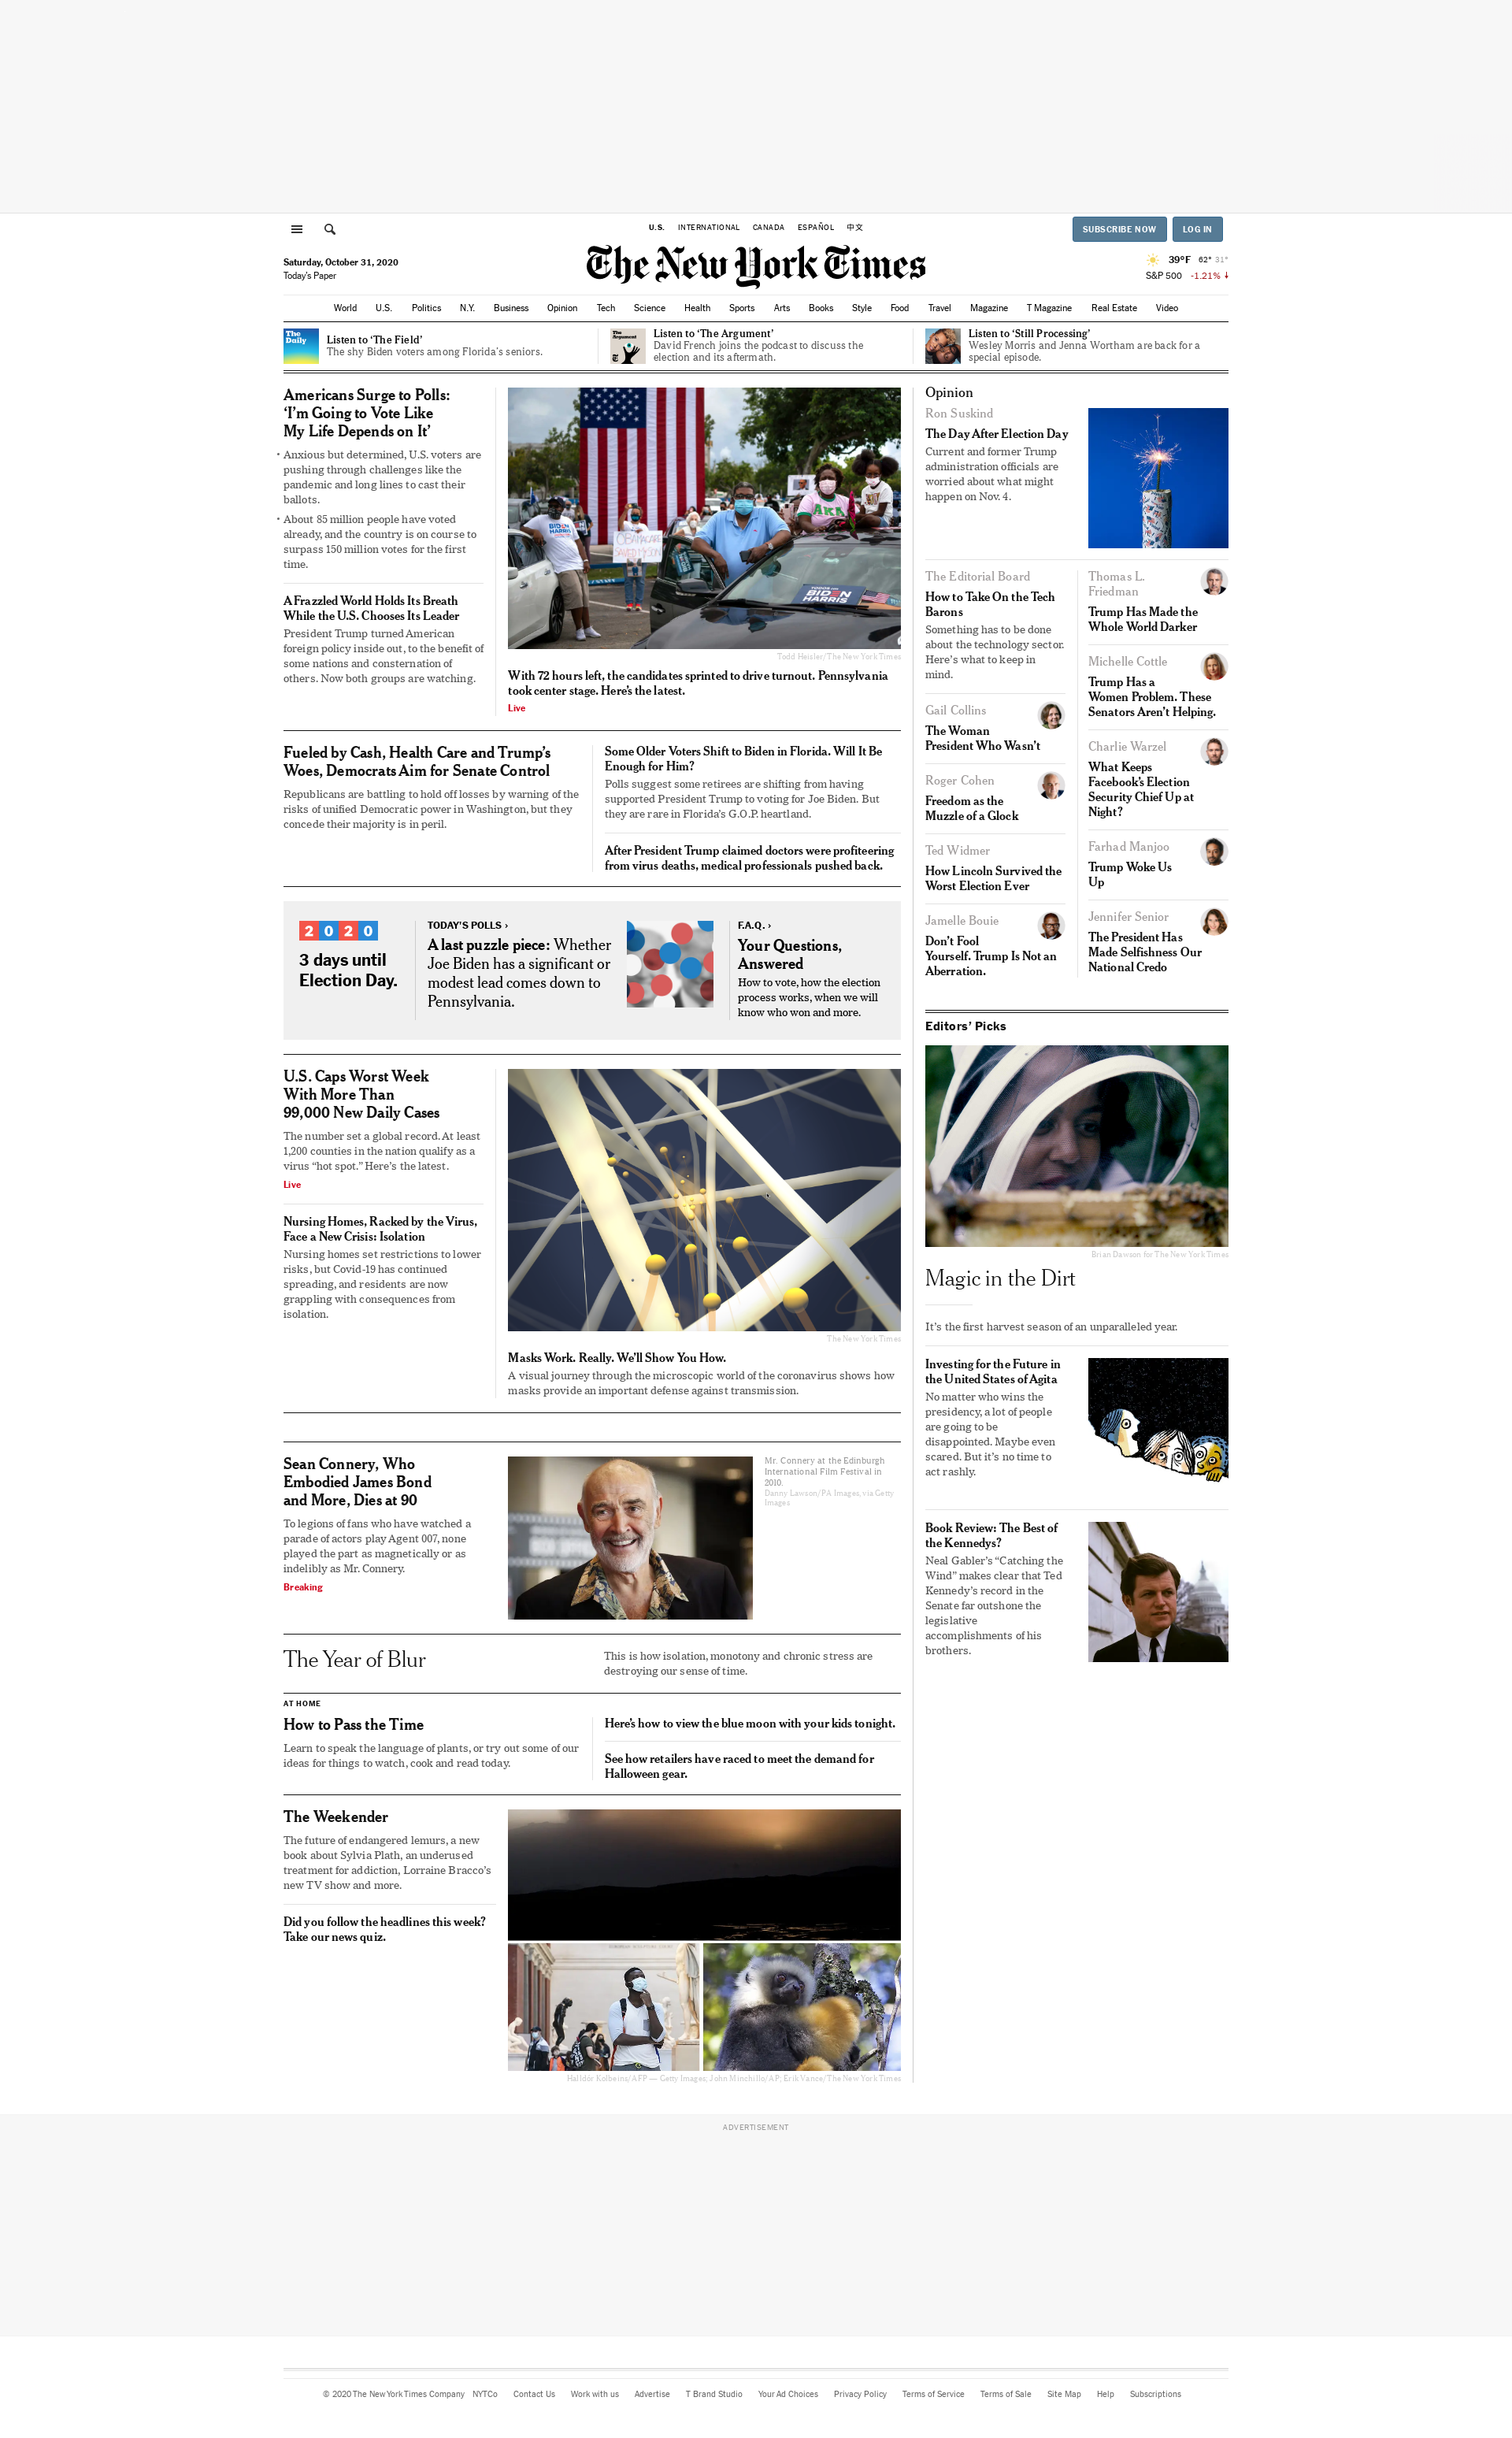 U.S. INTERNATIONAL CANADA ESPAÑOL 中文
SUBSCRIBE NOW LOG IN
Saturday, October 31, 2020
Today's Paper
The New York Times
39°F 62° 31°
S&P 500 -1.21% ↓
World U.S. Politics N.Y. Business Opinion Tech Science Health Sports Arts Books Style Food Travel Magazine T Magazine Real Estate Video
The
Daily
Listen to ‘The Field’
The shy Biden voters among Florida’s seniors.
The
Argument
Listen to ‘The Argument’
David French joins the podcast to discuss the
election and its aftermath.
Listen to ‘Still Processing’
Wesley Morris and Jenna Wortham are back for a
special episode.
Americans Surge to Polls:
‘I’m Going to Vote Like
My Life Depends on It’
• Anxious but determined, U.S. voters are
pushing through challenges like the
pandemic and long lines to cast their
ballots.
• About 85 million people have voted
already, and the country is on course to
surpass 150 million votes for the first
time.
A Frazzled World Holds Its Breath
While the U.S. Chooses Its Leader
President Trump turned American
foreign policy inside out, to the benefit of
some nations and consternation of
others. Now both groups are watching.
BIDEN
HARRIS
OBAMACARE
SAVED MY SON
AKA
BIDEN
HARRIS
Todd Heisler/The New York Times
With 72 hours left, the candidates sprinted to drive turnout. Pennsylvania
took center stage. Here’s the latest.
Live
Fueled by Cash, Health Care and Trump’s
Woes, Democrats Aim for Senate Control
Republicans are battling to hold off losses by warning of the
risks of unified Democratic power in Washington, but they
concede their majority is in peril.
Some Older Voters Shift to Biden in Florida. Will It Be
Enough for Him?
Polls suggest some retirees are shifting from having
supported President Trump to voting for Joe Biden. But
they are rare in Florida’s G.O.P. heartland.
After President Trump claimed doctors were profiteering
from virus deaths, medical professionals pushed back.
2020
3 days until
Election Day.
TODAY’S POLLS ›
A last puzzle piece: Whether
Joe Biden has a significant or
modest lead comes down to
Pennsylvania.
F.A.Q. ›
Your Questions,
Answered
How to vote, how the election
process works, when we will
know who won and more.
U.S. Caps Worst Week
With More Than
99,000 New Daily Cases
The number set a global record. At least
1,200 counties in the nation qualify as a
virus “hot spot.” Here’s the latest.
Live
Nursing Homes, Racked by the Virus,
Face a New Crisis: Isolation
Nursing homes set restrictions to lower
risks, but Covid-19 has continued
spreading, and residents are now
grappling with consequences from
isolation.
The New York Times
Masks Work. Really. We’ll Show You How.
A visual journey through the microscopic world of the coronavirus shows how
masks provide an important defense against transmission.
Sean Connery, Who
Embodied James Bond
and More, Dies at 90
To legions of fans who have watched a
parade of actors play Agent 007, none
played the part as magnetically or as
indelibly as Mr. Connery.
Breaking
Mr. Connery at the Edinburgh
International Film Festival in
2010.
Danny Lawson/PA Images, via Getty
Images
The Year of Blur
This is how isolation, monotony and chronic stress are
destroying our sense of time.
AT HOME
How to Pass the Time
Learn to speak the language of plants, or try out some of our
ideas for things to watch, cook and read today.
Here’s how to view the blue moon with your kids tonight.
See how retailers have raced to meet the demand for
Halloween gear.
The Weekender
The future of endangered lemurs, a new
book about Sylvia Plath, an underused
treatment for addiction, Lorraine Bracco’s
new TV show and more.
Did you follow the headlines this week?
Take our news quiz.
Halldór Kolbeins/AFP — Getty Images; John Minchillo/AP; Erik Vance/The New York Times
Opinion
Ron Suskind
The Day After Election Day
Current and former Trump
administration officials are
worried about what might
happen on Nov. 4.
The Editorial Board
How to Take On the Tech
Barons
Something has to be done
about the technology sector.
Here’s what to keep in
mind.
Gail Collins
The Woman
President Who Wasn’t
Roger Cohen
Freedom as the
Muzzle of a Glock
Ted Widmer
How Lincoln Survived the
Worst Election Ever
Jamelle Bouie
Don’t Fool
Yourself. Trump Is Not an
Aberration.
Thomas L.
Friedman
Trump Has Made the
Whole World Darker
Michelle Cottle
Trump Has a
Women Problem. These
Senators Aren’t Helping.
Charlie Warzel
What Keeps
Facebook’s Election
Security Chief Up at
Night?
Farhad Manjoo
Trump Woke Us
Up
Jennifer Senior
The President Has
Made Selfishness Our
National Credo
Editors’ Picks
Brian Dawson for The New York Times
Magic in the Dirt
It’s the first harvest season of an unparalleled year.
Investing for the Future in
the United States of Agita
No matter who wins the
presidency, a lot of people
are going to be
disappointed. Maybe even
scared. But it’s no time to
act rashly.
Book Review: The Best of
the Kennedys?
Neal Gabler’s “Catching the
Wind” makes clear that Ted
Kennedy’s record in the
Senate far outshone the
legislative
accomplishments of his
brothers.
ADVERTISEMENT
© 2020 The New York Times Company NYTCo Contact Us Work with us Advertise T Brand Studio Your Ad Choices Privacy Policy Terms of Service Terms of Sale Site Map Help Subscriptions